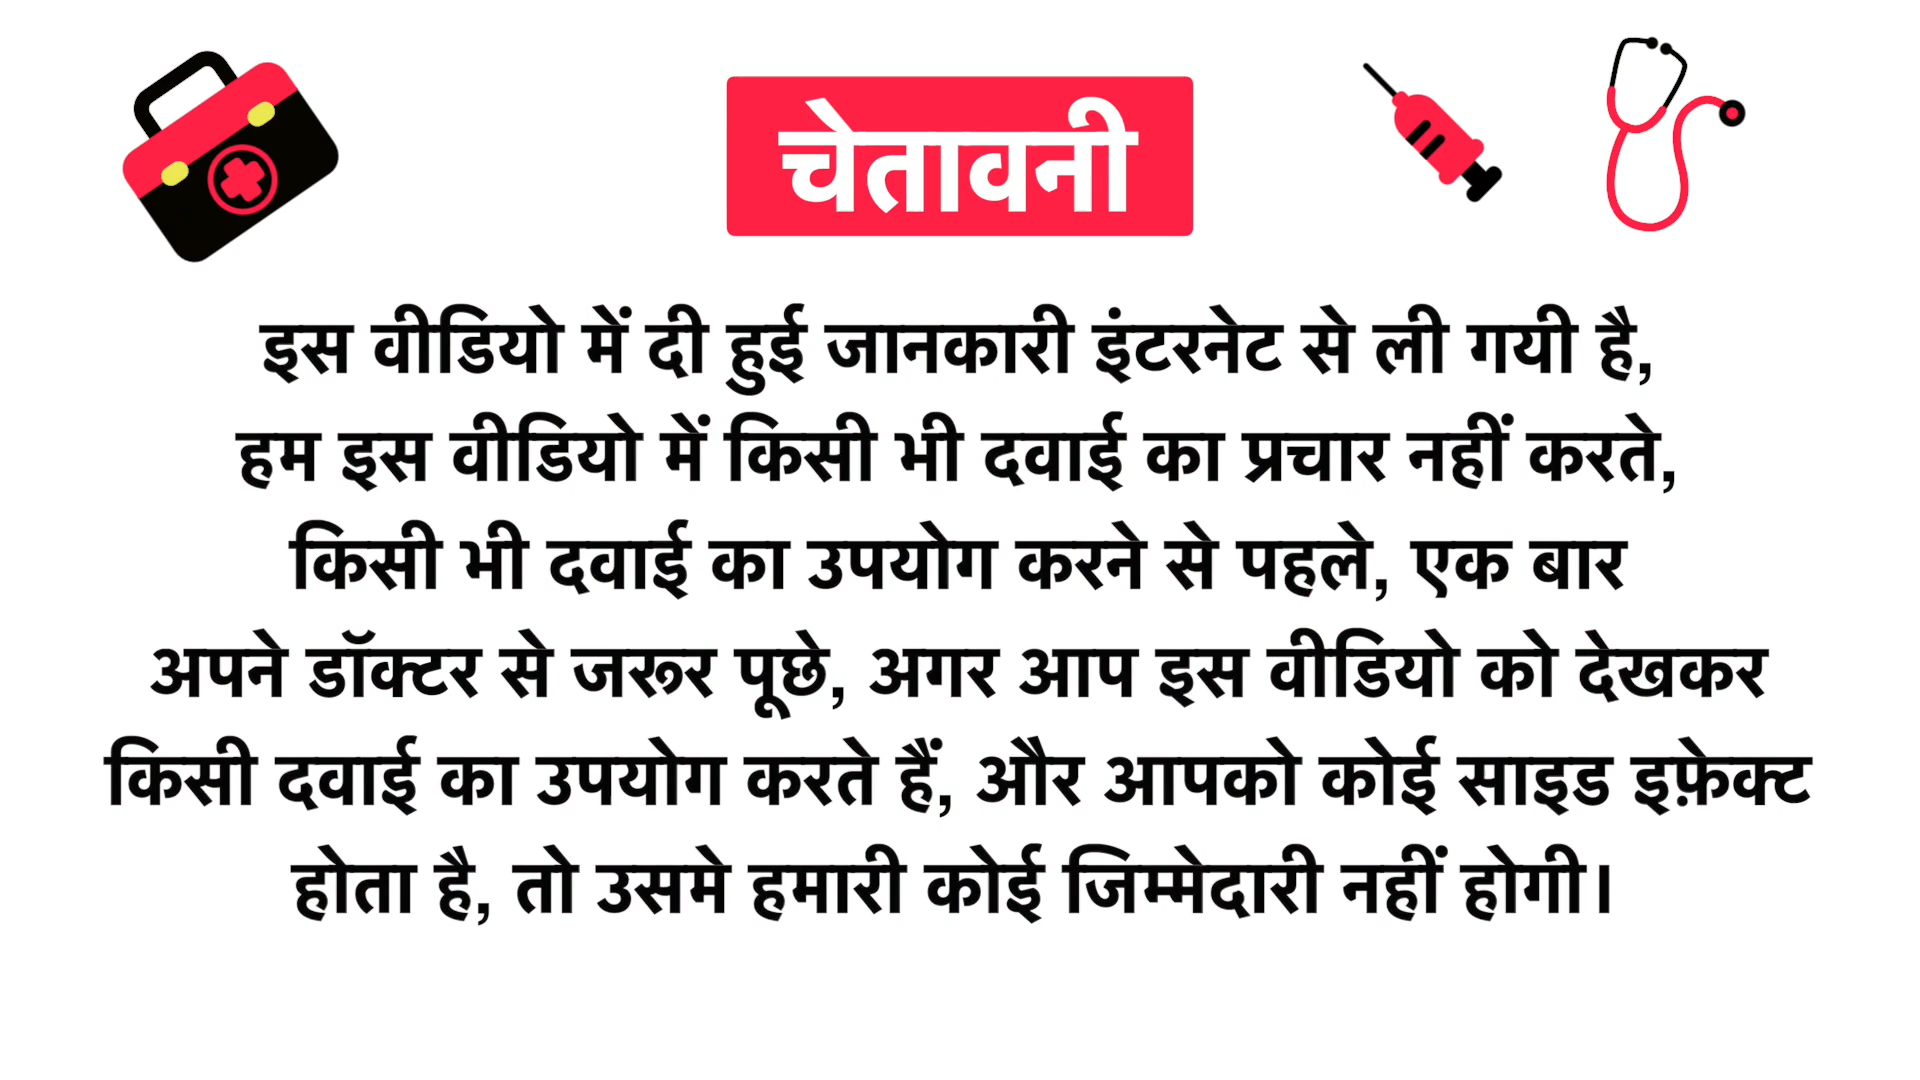 चेतावनी
इस वीडियो में दी हुई जानकारी इंटरनेट से ली गयी है,
हम इस वीडियो में किसी भी दवाई का प्रचार नहीं करते,
किसी भी दवाई का उपयोग करने से पहले, एक बार
अपने डॉक्टर से जरूर पूछे, अगर आप इस वीडियो को देखकर
किसी दवाई का उपयोग करते हैं, और आपको कोई साइड इफ़ेक्ट
होता है, तो उसमे हमारी कोई जिम्मेदारी नहीं होगी।